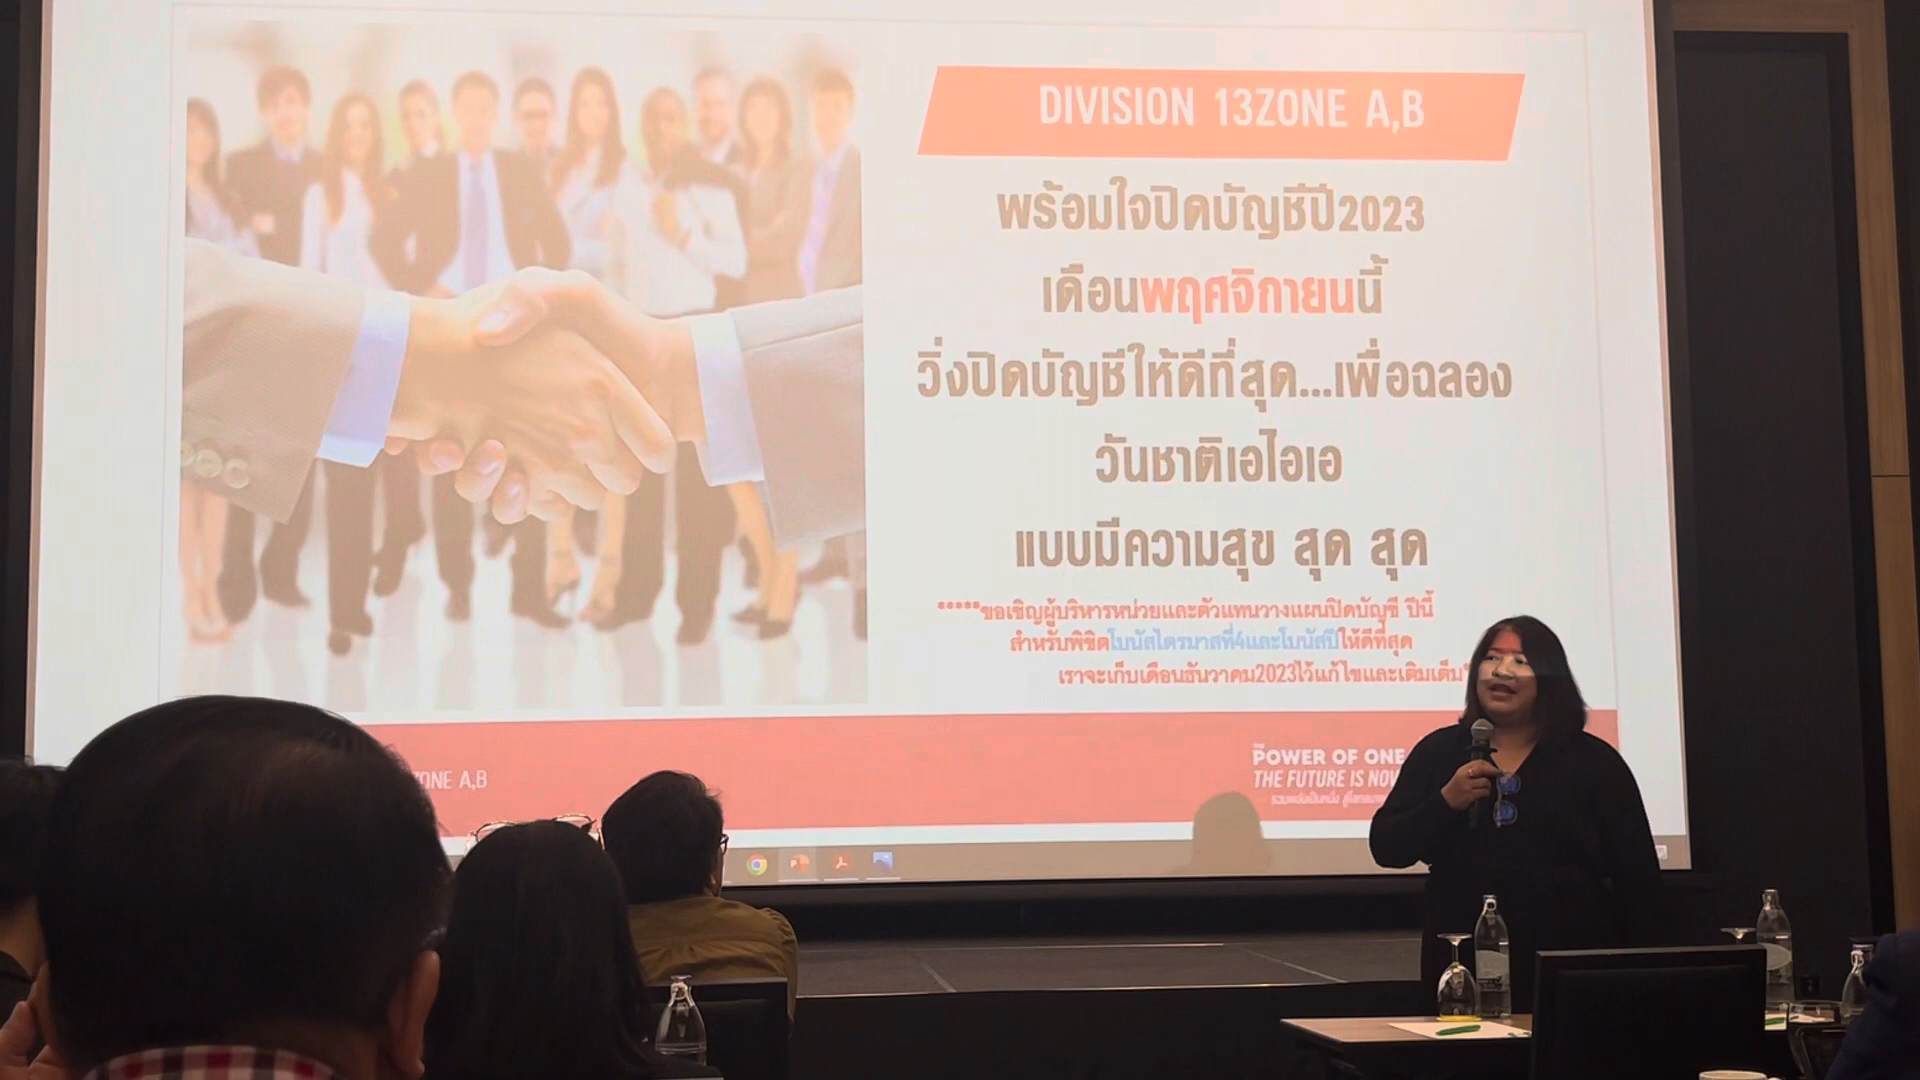 DIVISION 13ZONE A,B
พร้อมใจปิดบัญชีปี2023
เดือนพฤศจิกายนนี้
วิ่งปิดบัญชีให้ดีที่สุด...เพื่อฉลอง
วันชาติเอไอเอ
แบบมีความสุข สุด สุด
*****ขอเชิญผู้บริหารหน่วยและตัวแทนวางแผนปิดบัญชี ปีนี้
สำหรับพิชิตโบนัสไตรมาสที่4และโบนัสปีให้ดีที่สุด
เราจะเก็บเดือนธันวาคม2023ไว้แก้ไขและเติมเต็ม*
ZONE A,B
THE
POWER OF ONE
THE FUTURE IS NOW